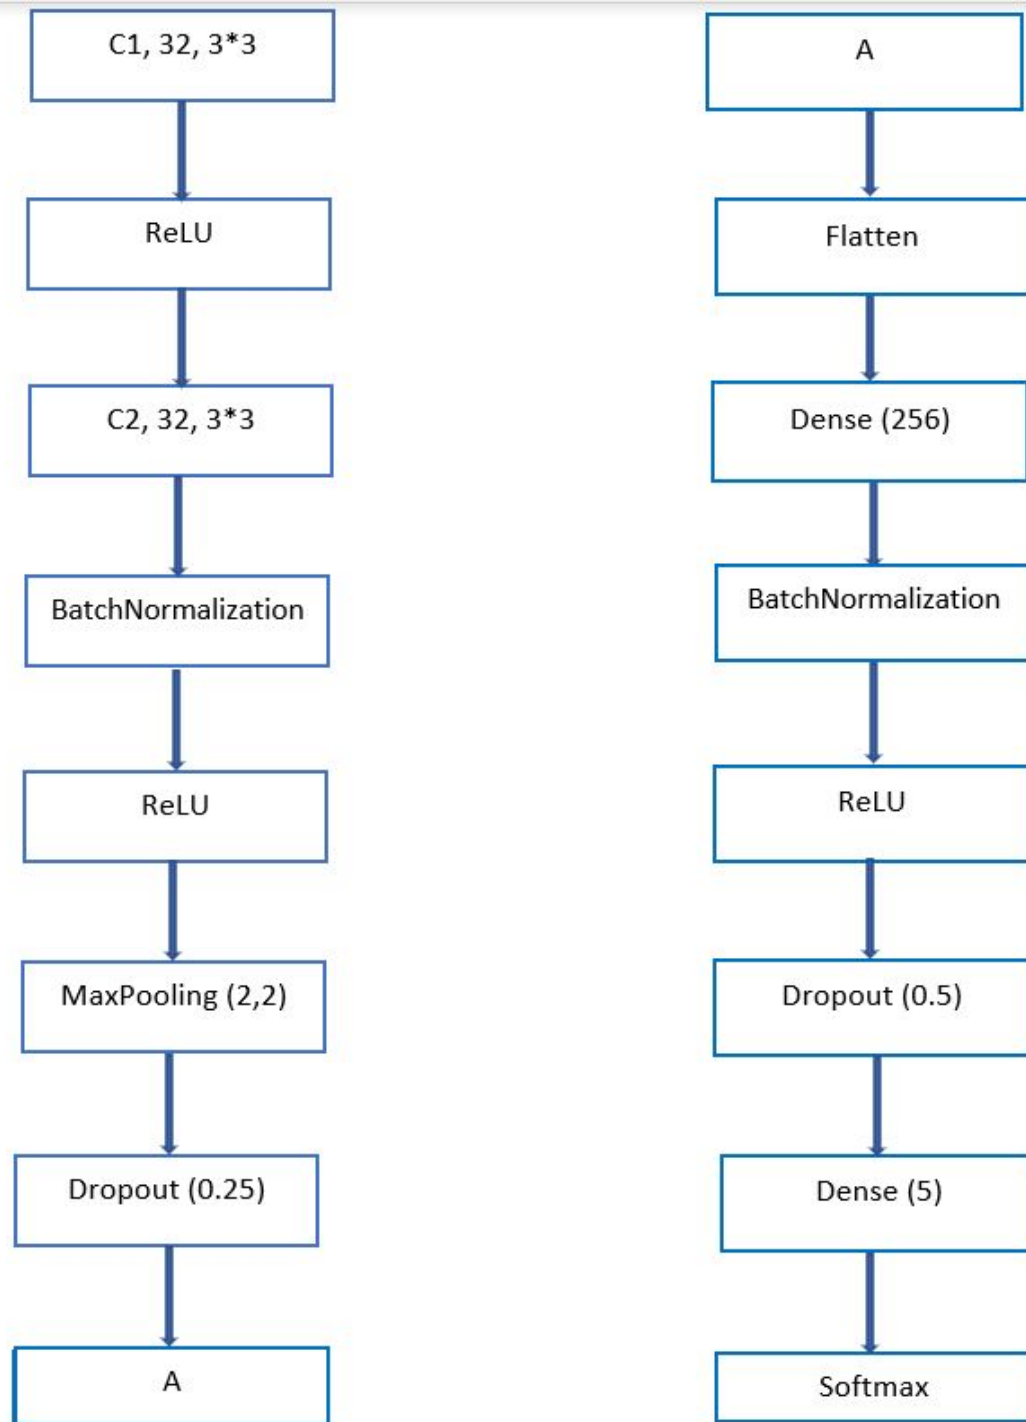 C1, 32, 3*3
ReLU
C2, 32, 3*3
BatchNormalization
ReLU
MaxPooling (2,2)
Dropout (0.25)
A
A
Flatten
Dense (256)
BatchNormalization
ReLU
Dropout (0.5)
Dense (5)
Softmax